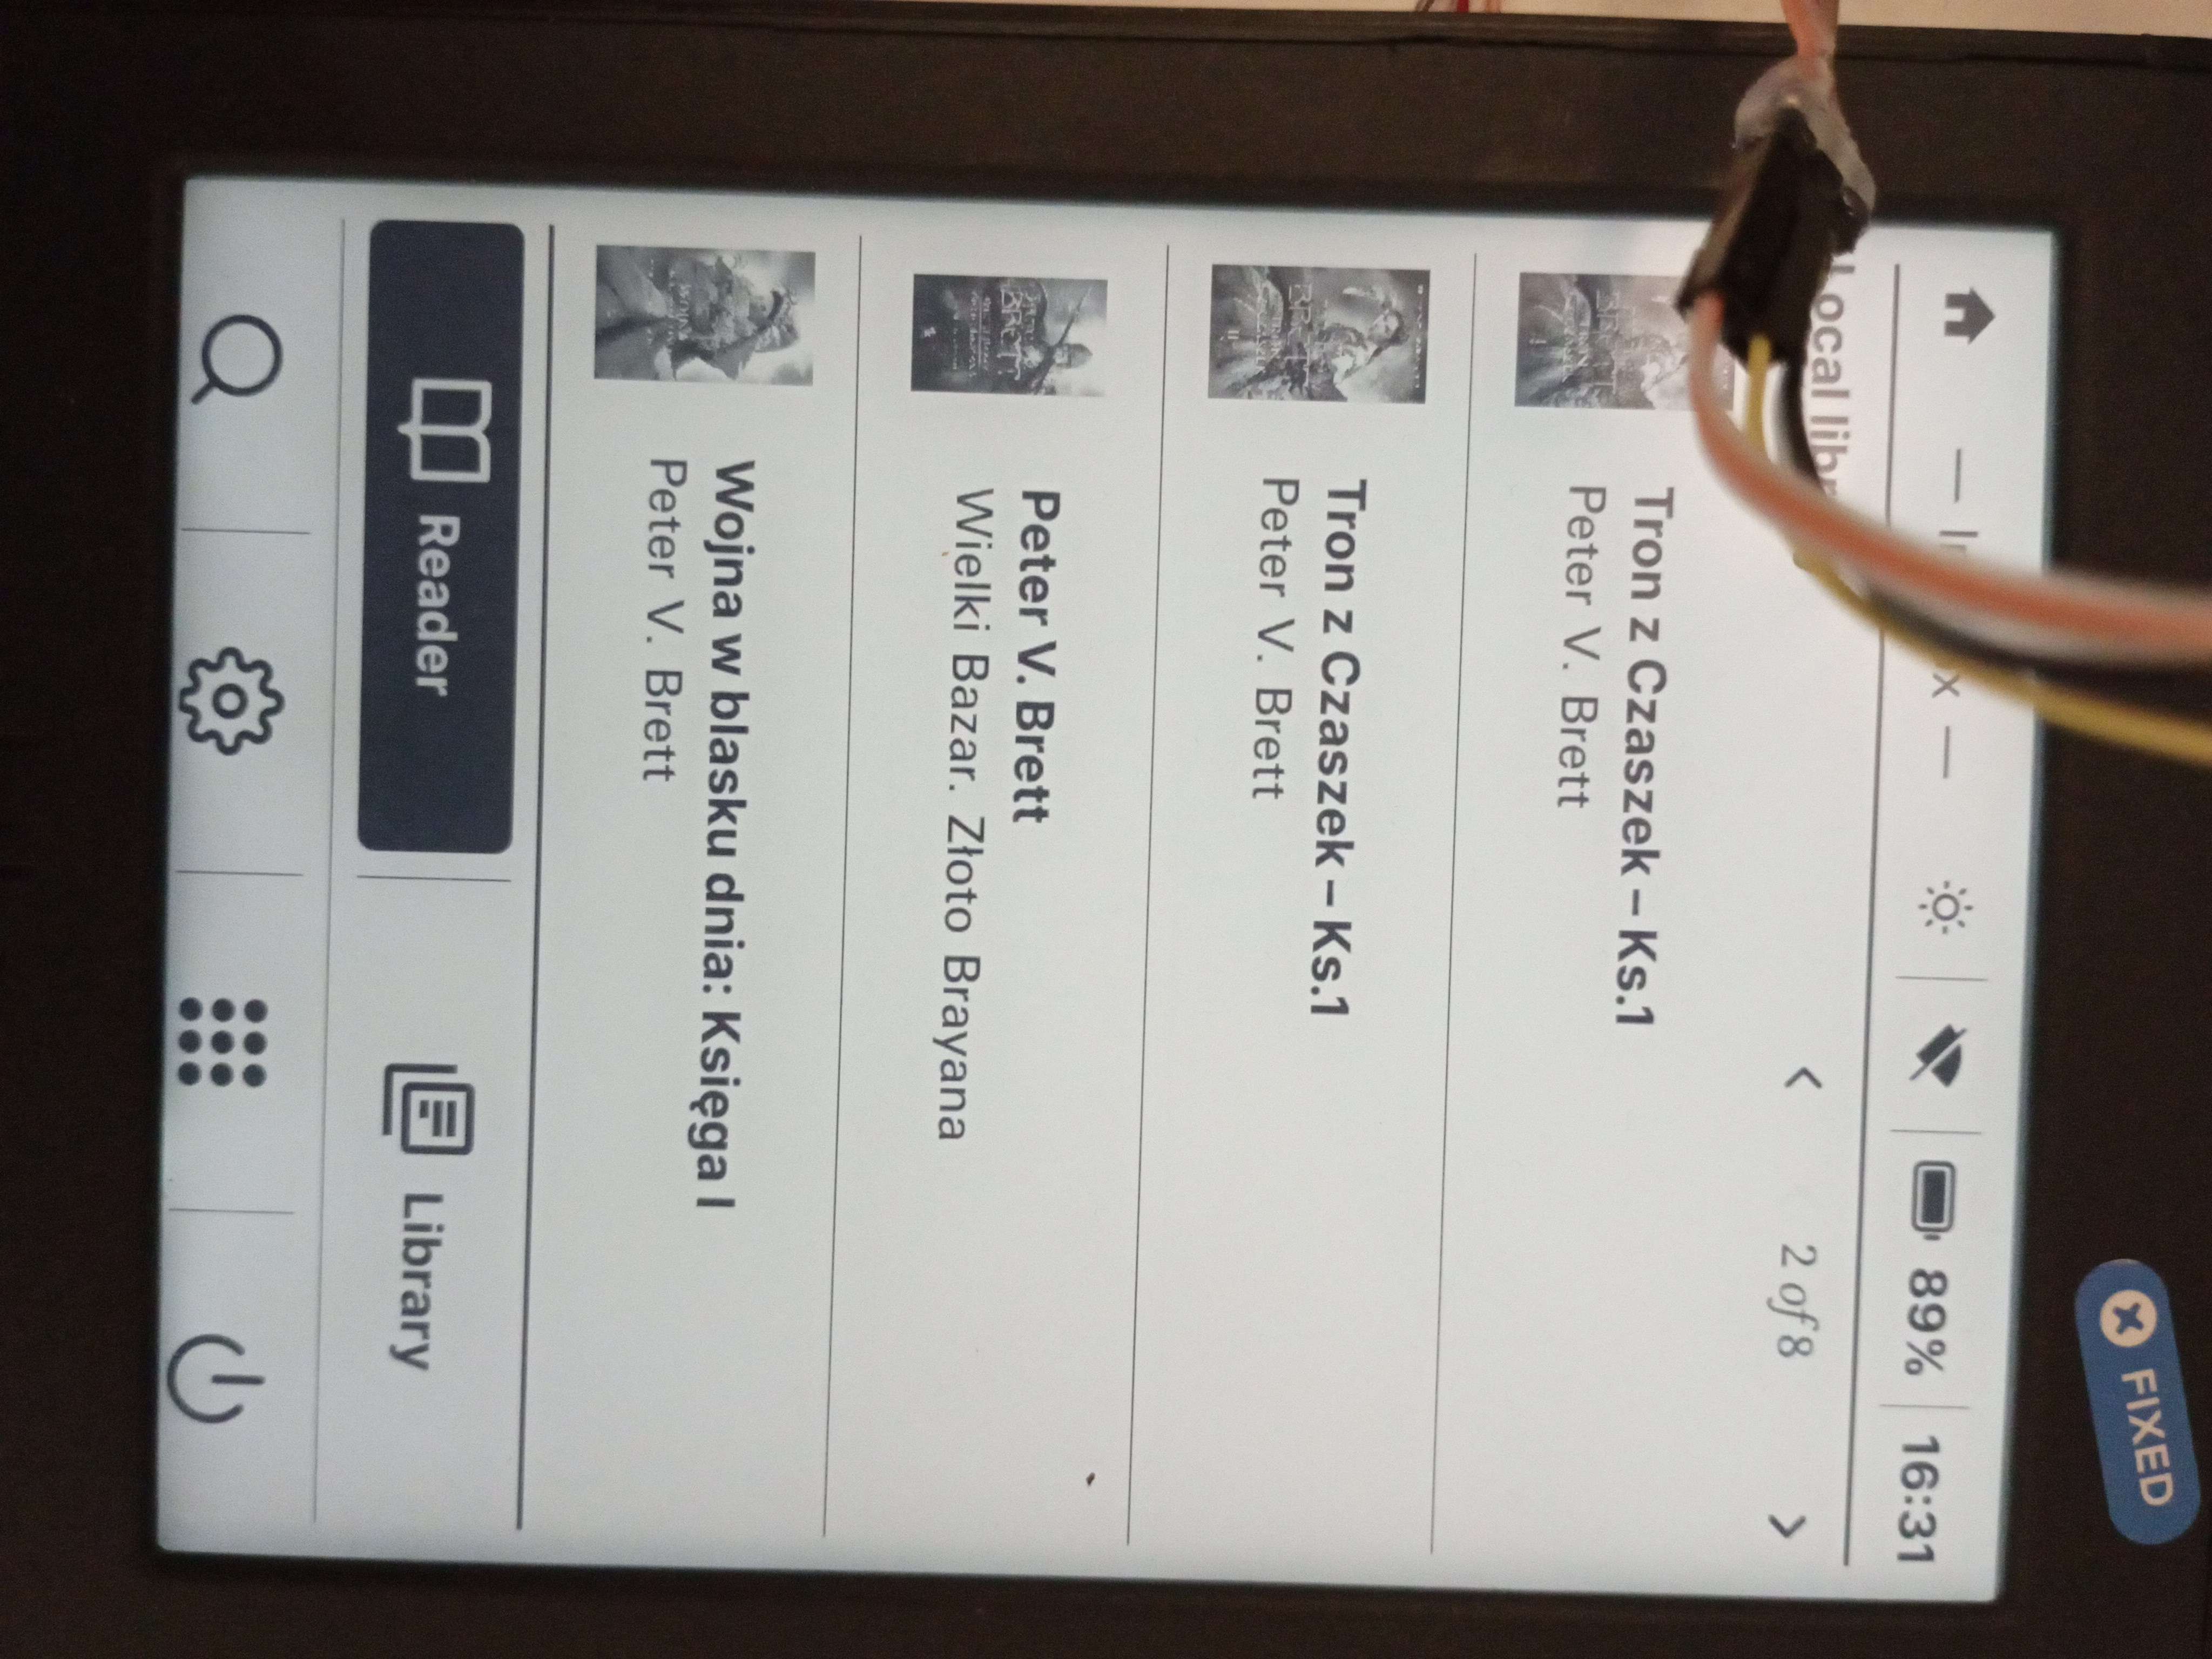 89%
16:31
2 of 8
Tron z Czaszek – Ks.1
Peter V. Brett
Tron z Czaszek – Ks.1
Peter V. Brett
Peter V. Brett
Wielki Bazar. Złoto Brayana
Wojna w blasku dnia: Księga I
Peter V. Brett
Reader
Library
FIXED